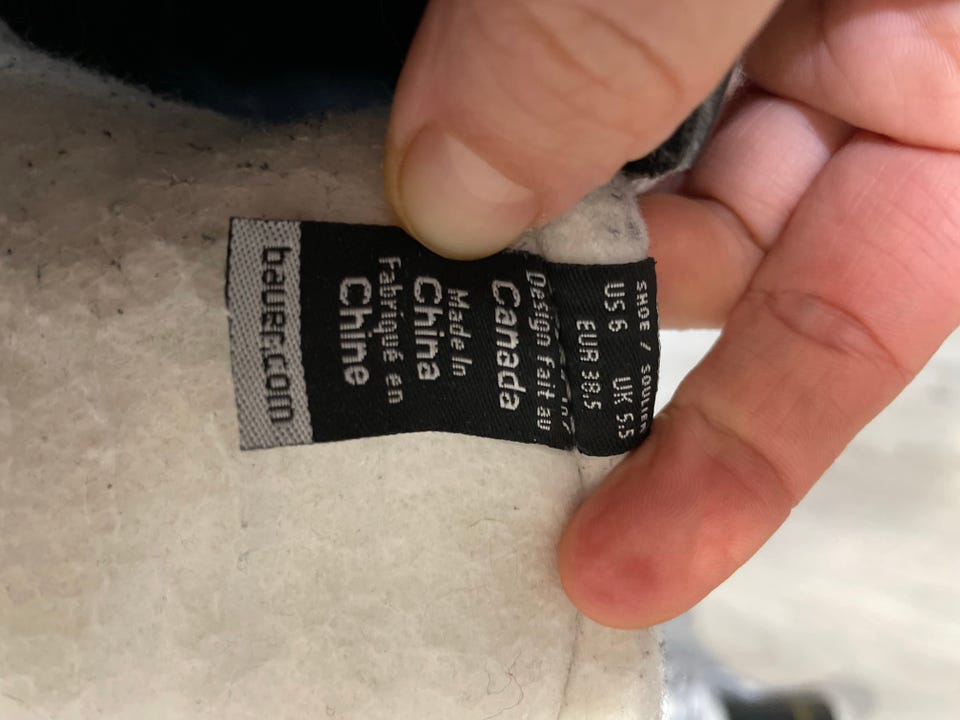 SHOE / SOULIER
US 6 UK 5.5
EUR 38,5
Design fait au
Canada
Made In
China
Fabriqué en
Chine
bauer.com